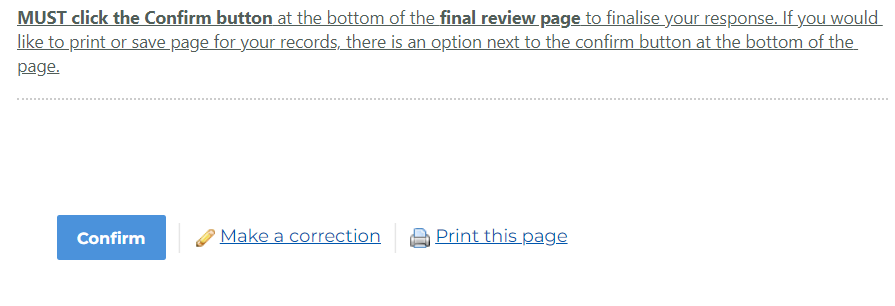 MUST click the Confirm button at the bottom of the final review page to finalise your response. If you would
like to print or save page for your records, there is an option next to the confirm button at the bottom of the
page.
Confirm
Make a correction
Print this page